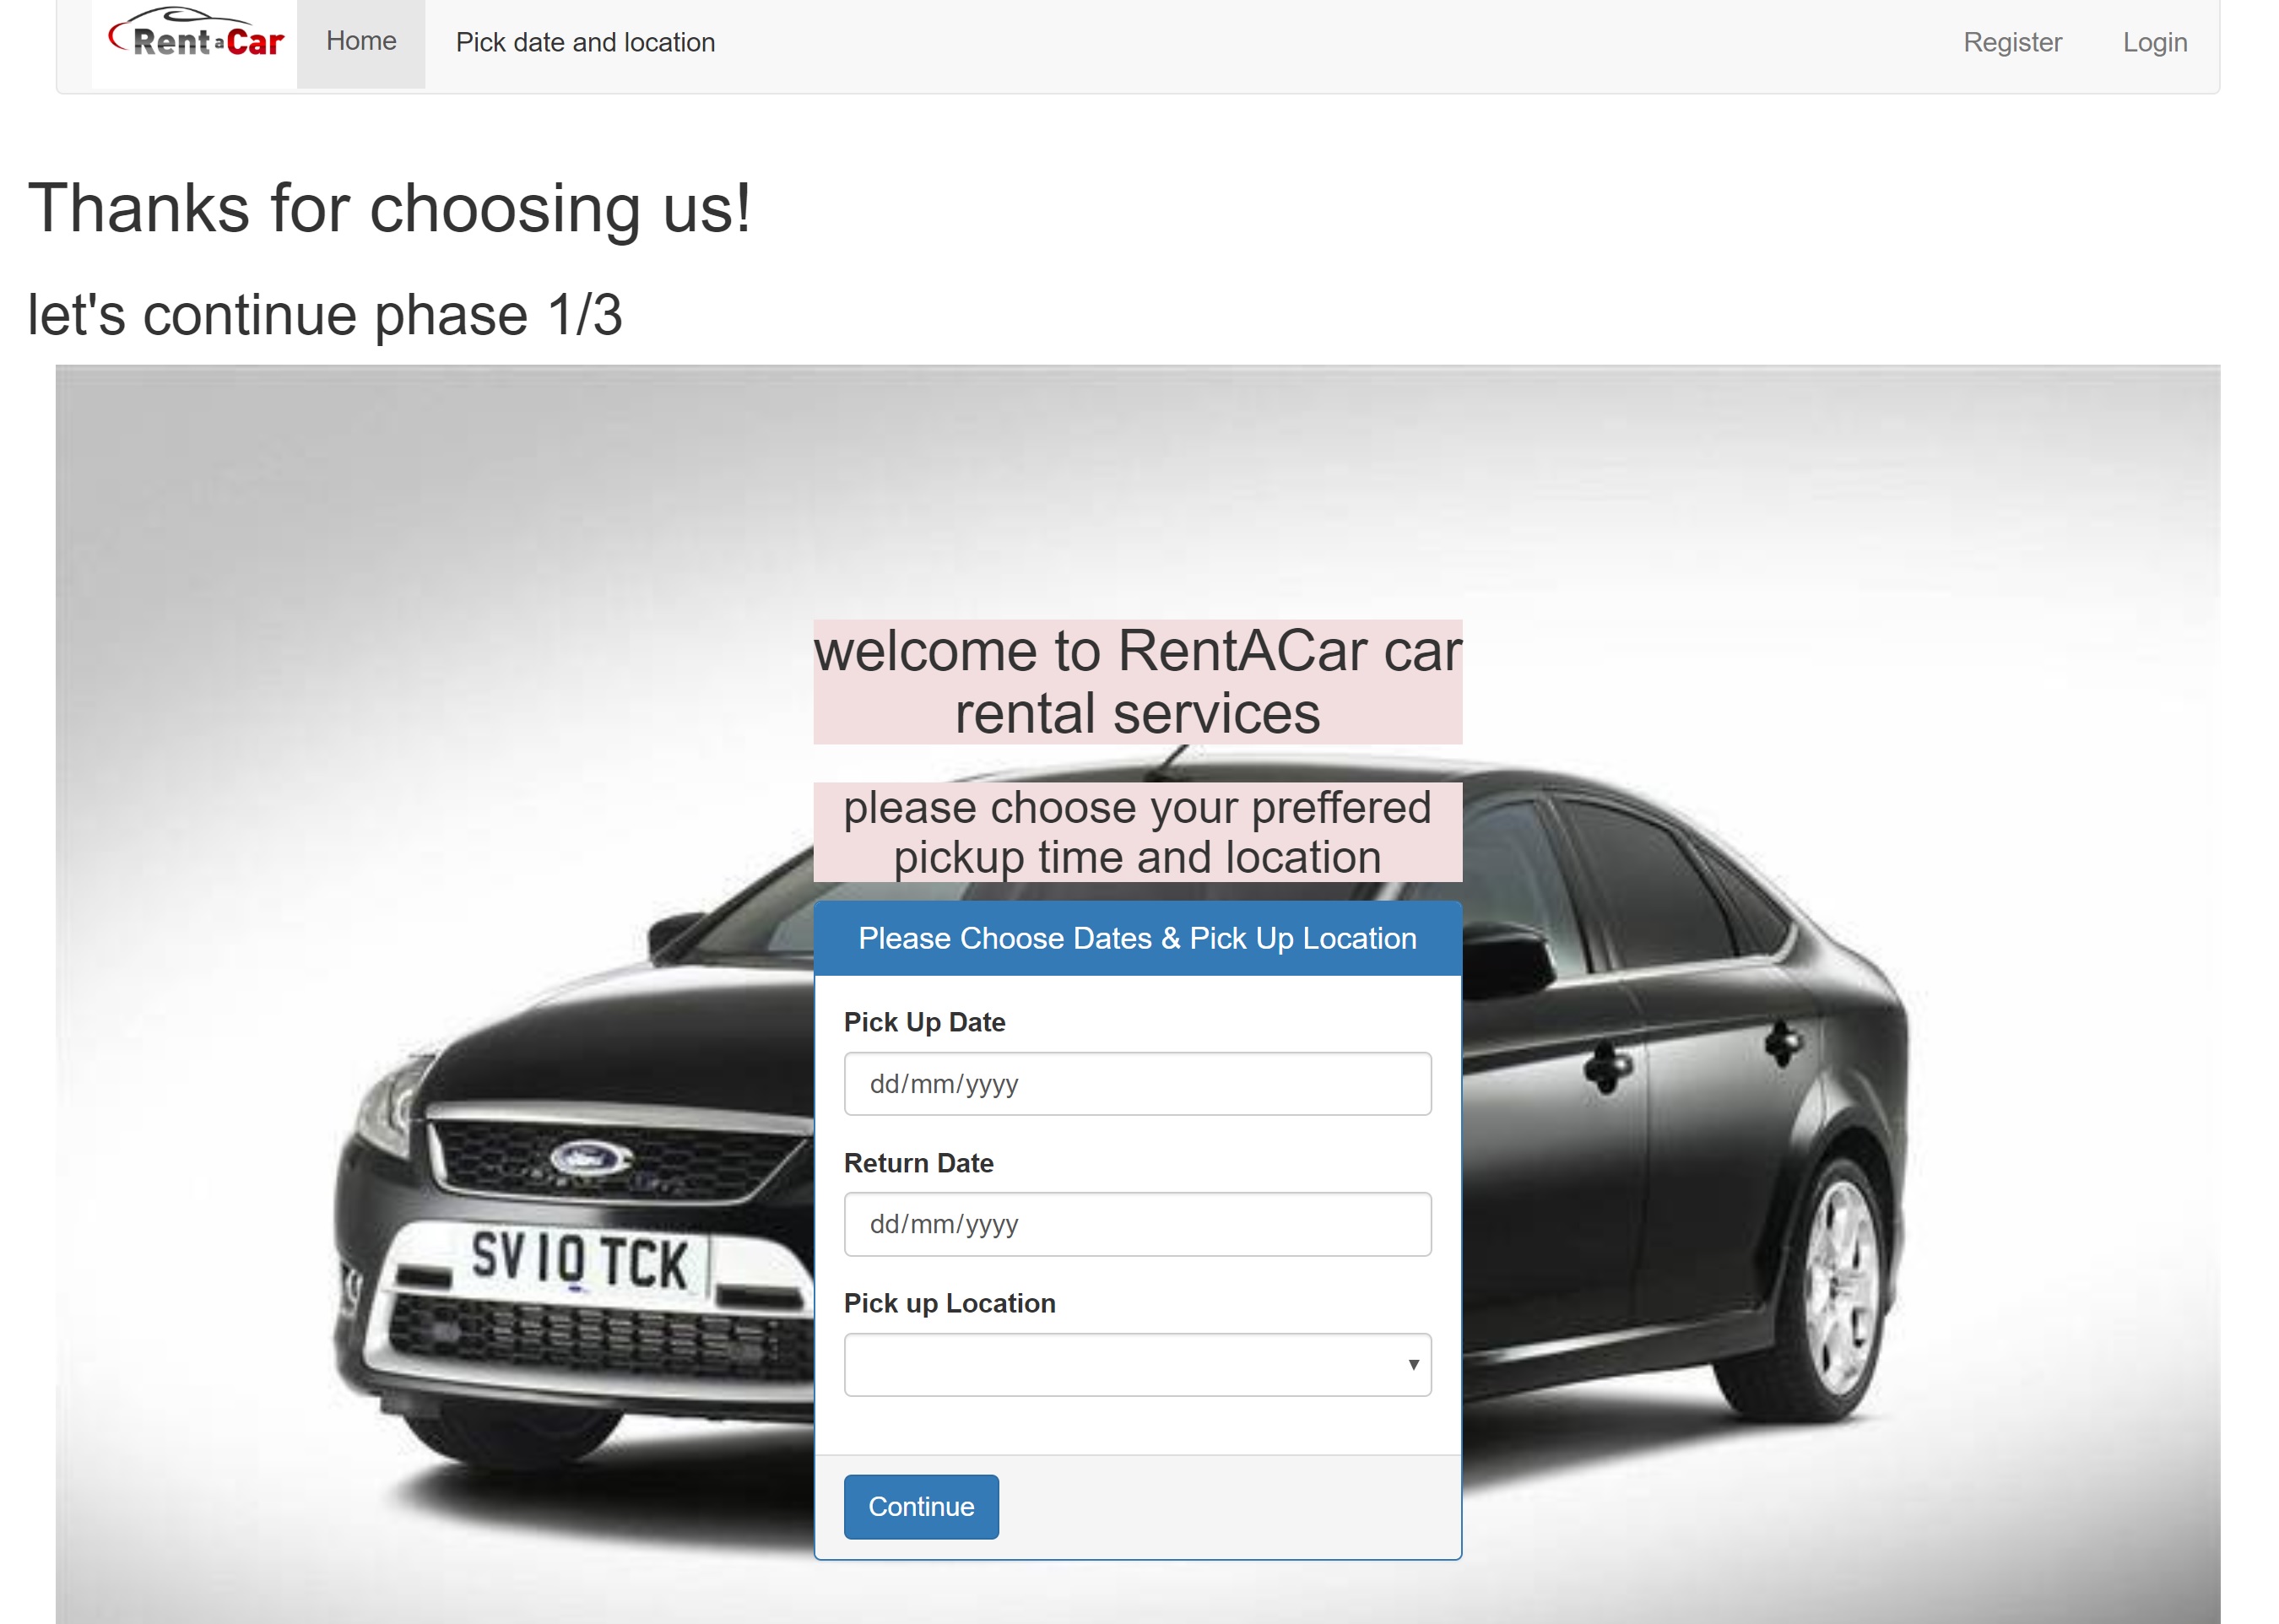 Rent a Car
Home
Pick date and location
Register
Login
Thanks for choosing us!
let's continue phase 1/3
welcome to RentACar car
rental services
please choose your preffered
pickup time and location
Please Choose Dates & Pick Up Location
Pick Up Date
dd/mm/yyyy
Return Date
dd/mm/yyyy
Pick up Location
Ford
SV10 TCK
Continue